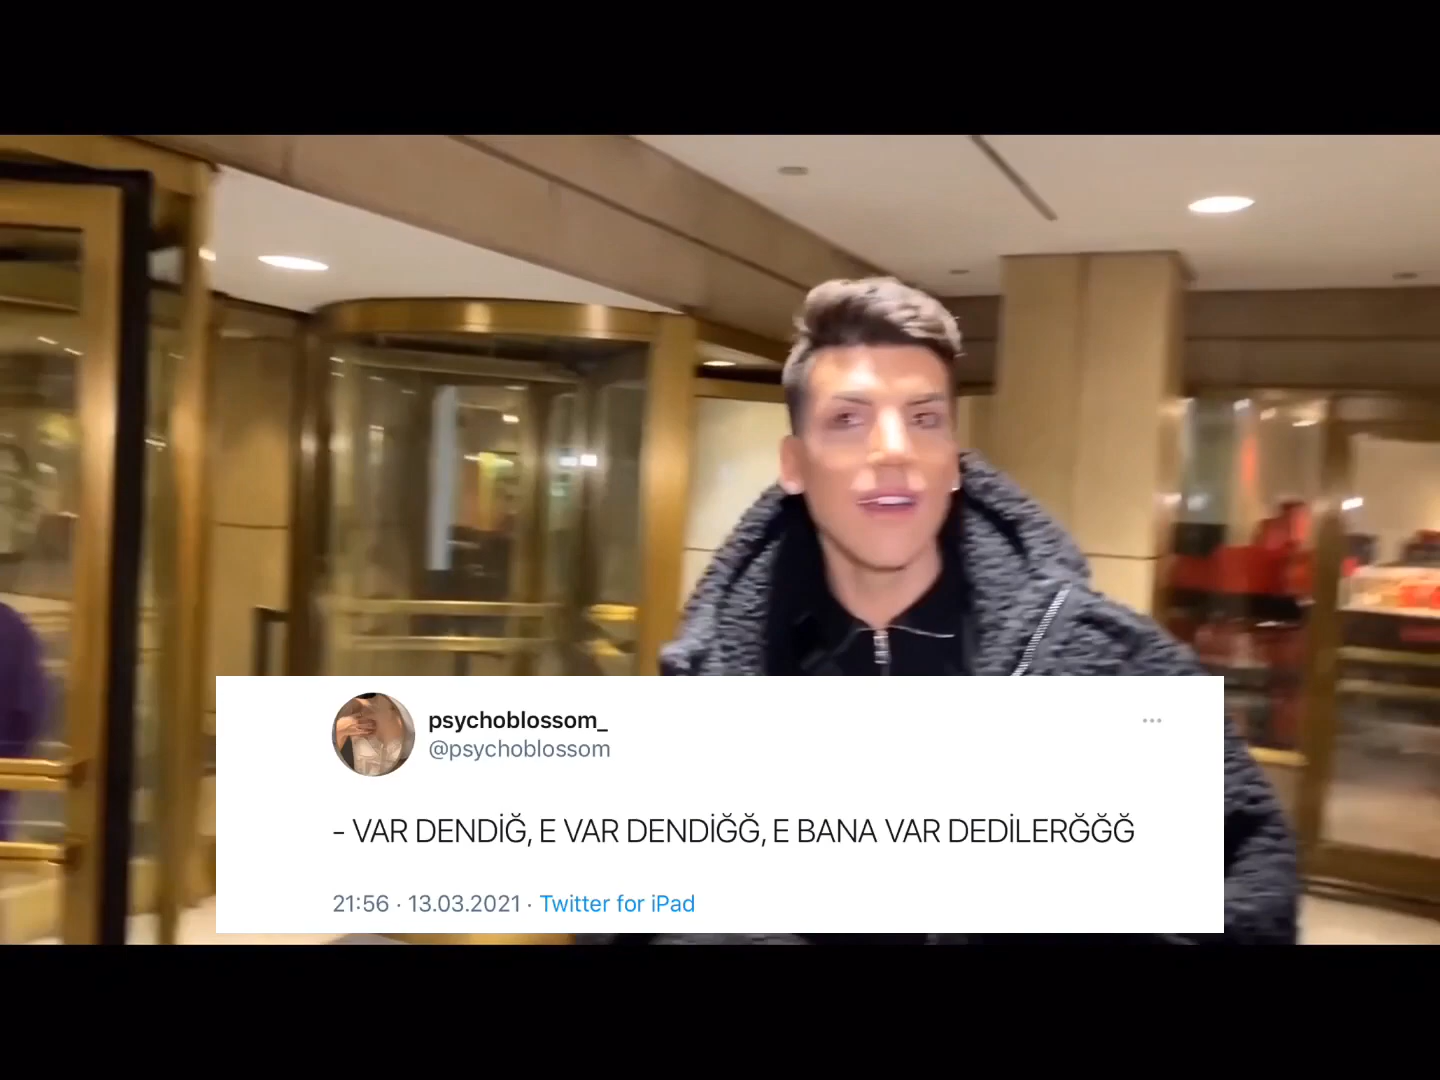 psychoblossom_
@psychoblossom
- VAR DENDİĞ, E VAR DENDİĞĞ, E BANA VAR DEDİLERĞĞĞ
21:56 · 13.03.2021 · Twitter for iPad